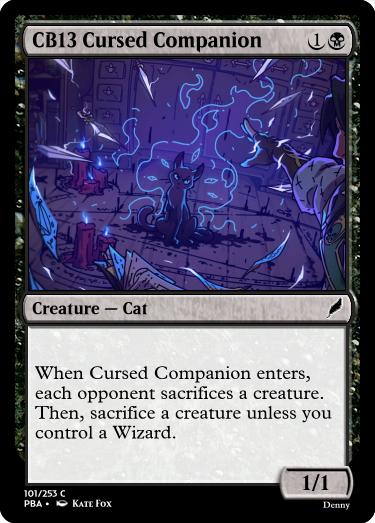 CB13 Cursed Companion 1
Creature — Cat
When Cursed Companion enters,
each opponent sacrifices a creature.
Then, sacrifice a creature unless you
control a Wizard.
1/1
101/253 C
PBA • Kate Fox
Denny